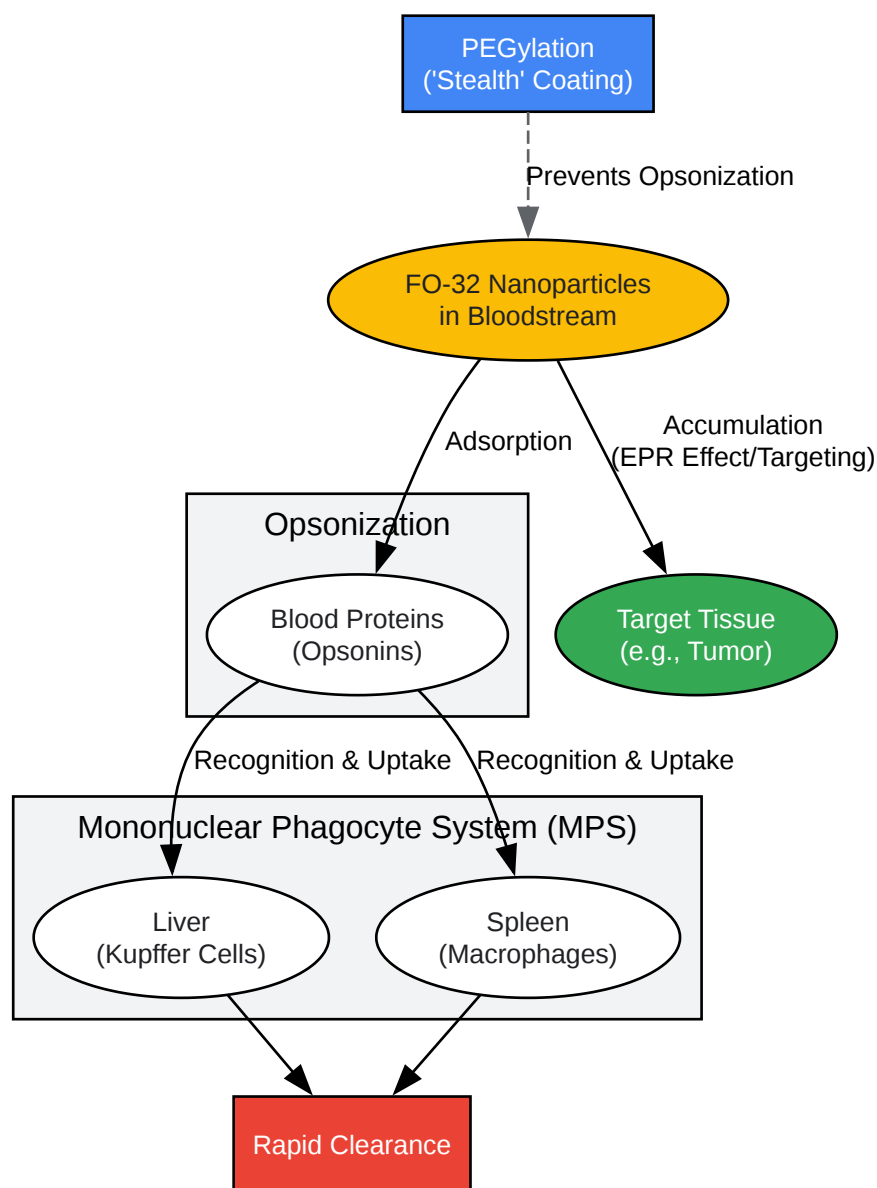 PEGylation
('Stealth' Coating)
Prevents Opsonization
FO-32 Nanoparticles
in Bloodstream
Accumulation
(EPR Effect/Targeting)
Adsorption
Opsonization
Blood Proteins
(Opsonins)
Target Tissue
(e.g., Tumor)
Recognition & Uptake
Recognition & Uptake
Mononuclear Phagocyte System (MPS)
Liver
(Kupffer Cells)
Spleen
(Macrophages)
Rapid Clearance